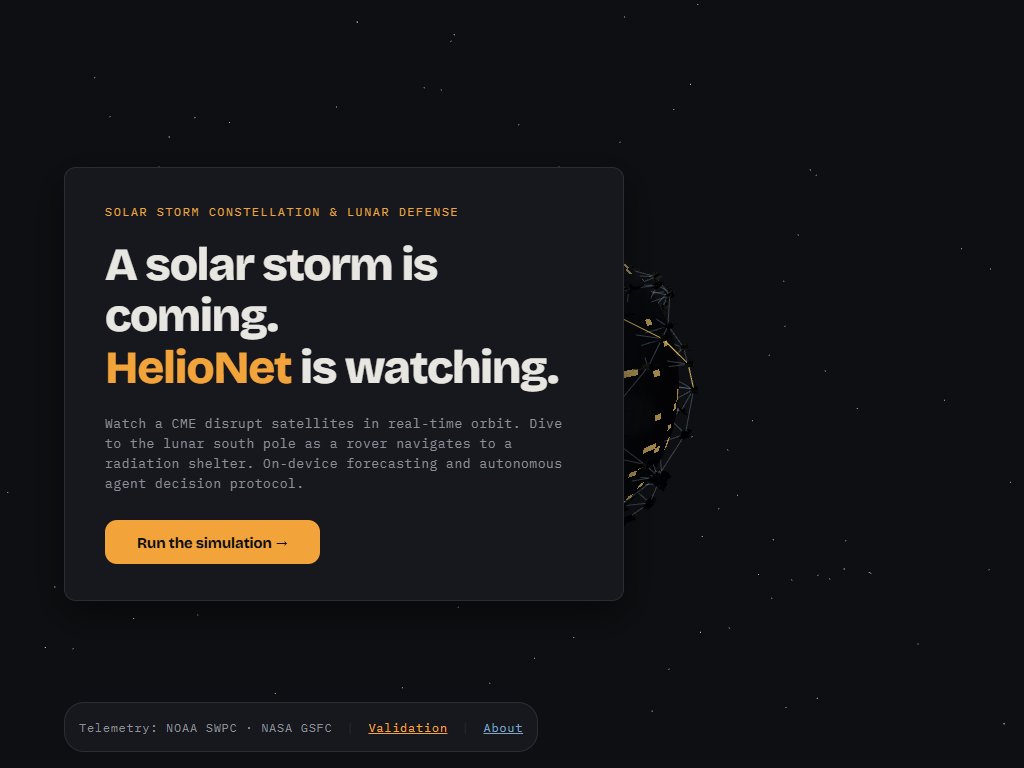 SOLAR STORM CONSTELLATION & LUNAR DEFENSE
A solar storm is
coming.
HelioNet is watching.
Watch a CME disrupt satellites in real-time orbit. Dive
to the lunar south pole as a rover navigates to a
radiation shelter. On-device forecasting and autonomous
agent decision protocol.
Run the simulation →
Telemetry: NOAA SWPC · NASA GSFC | Validation | About